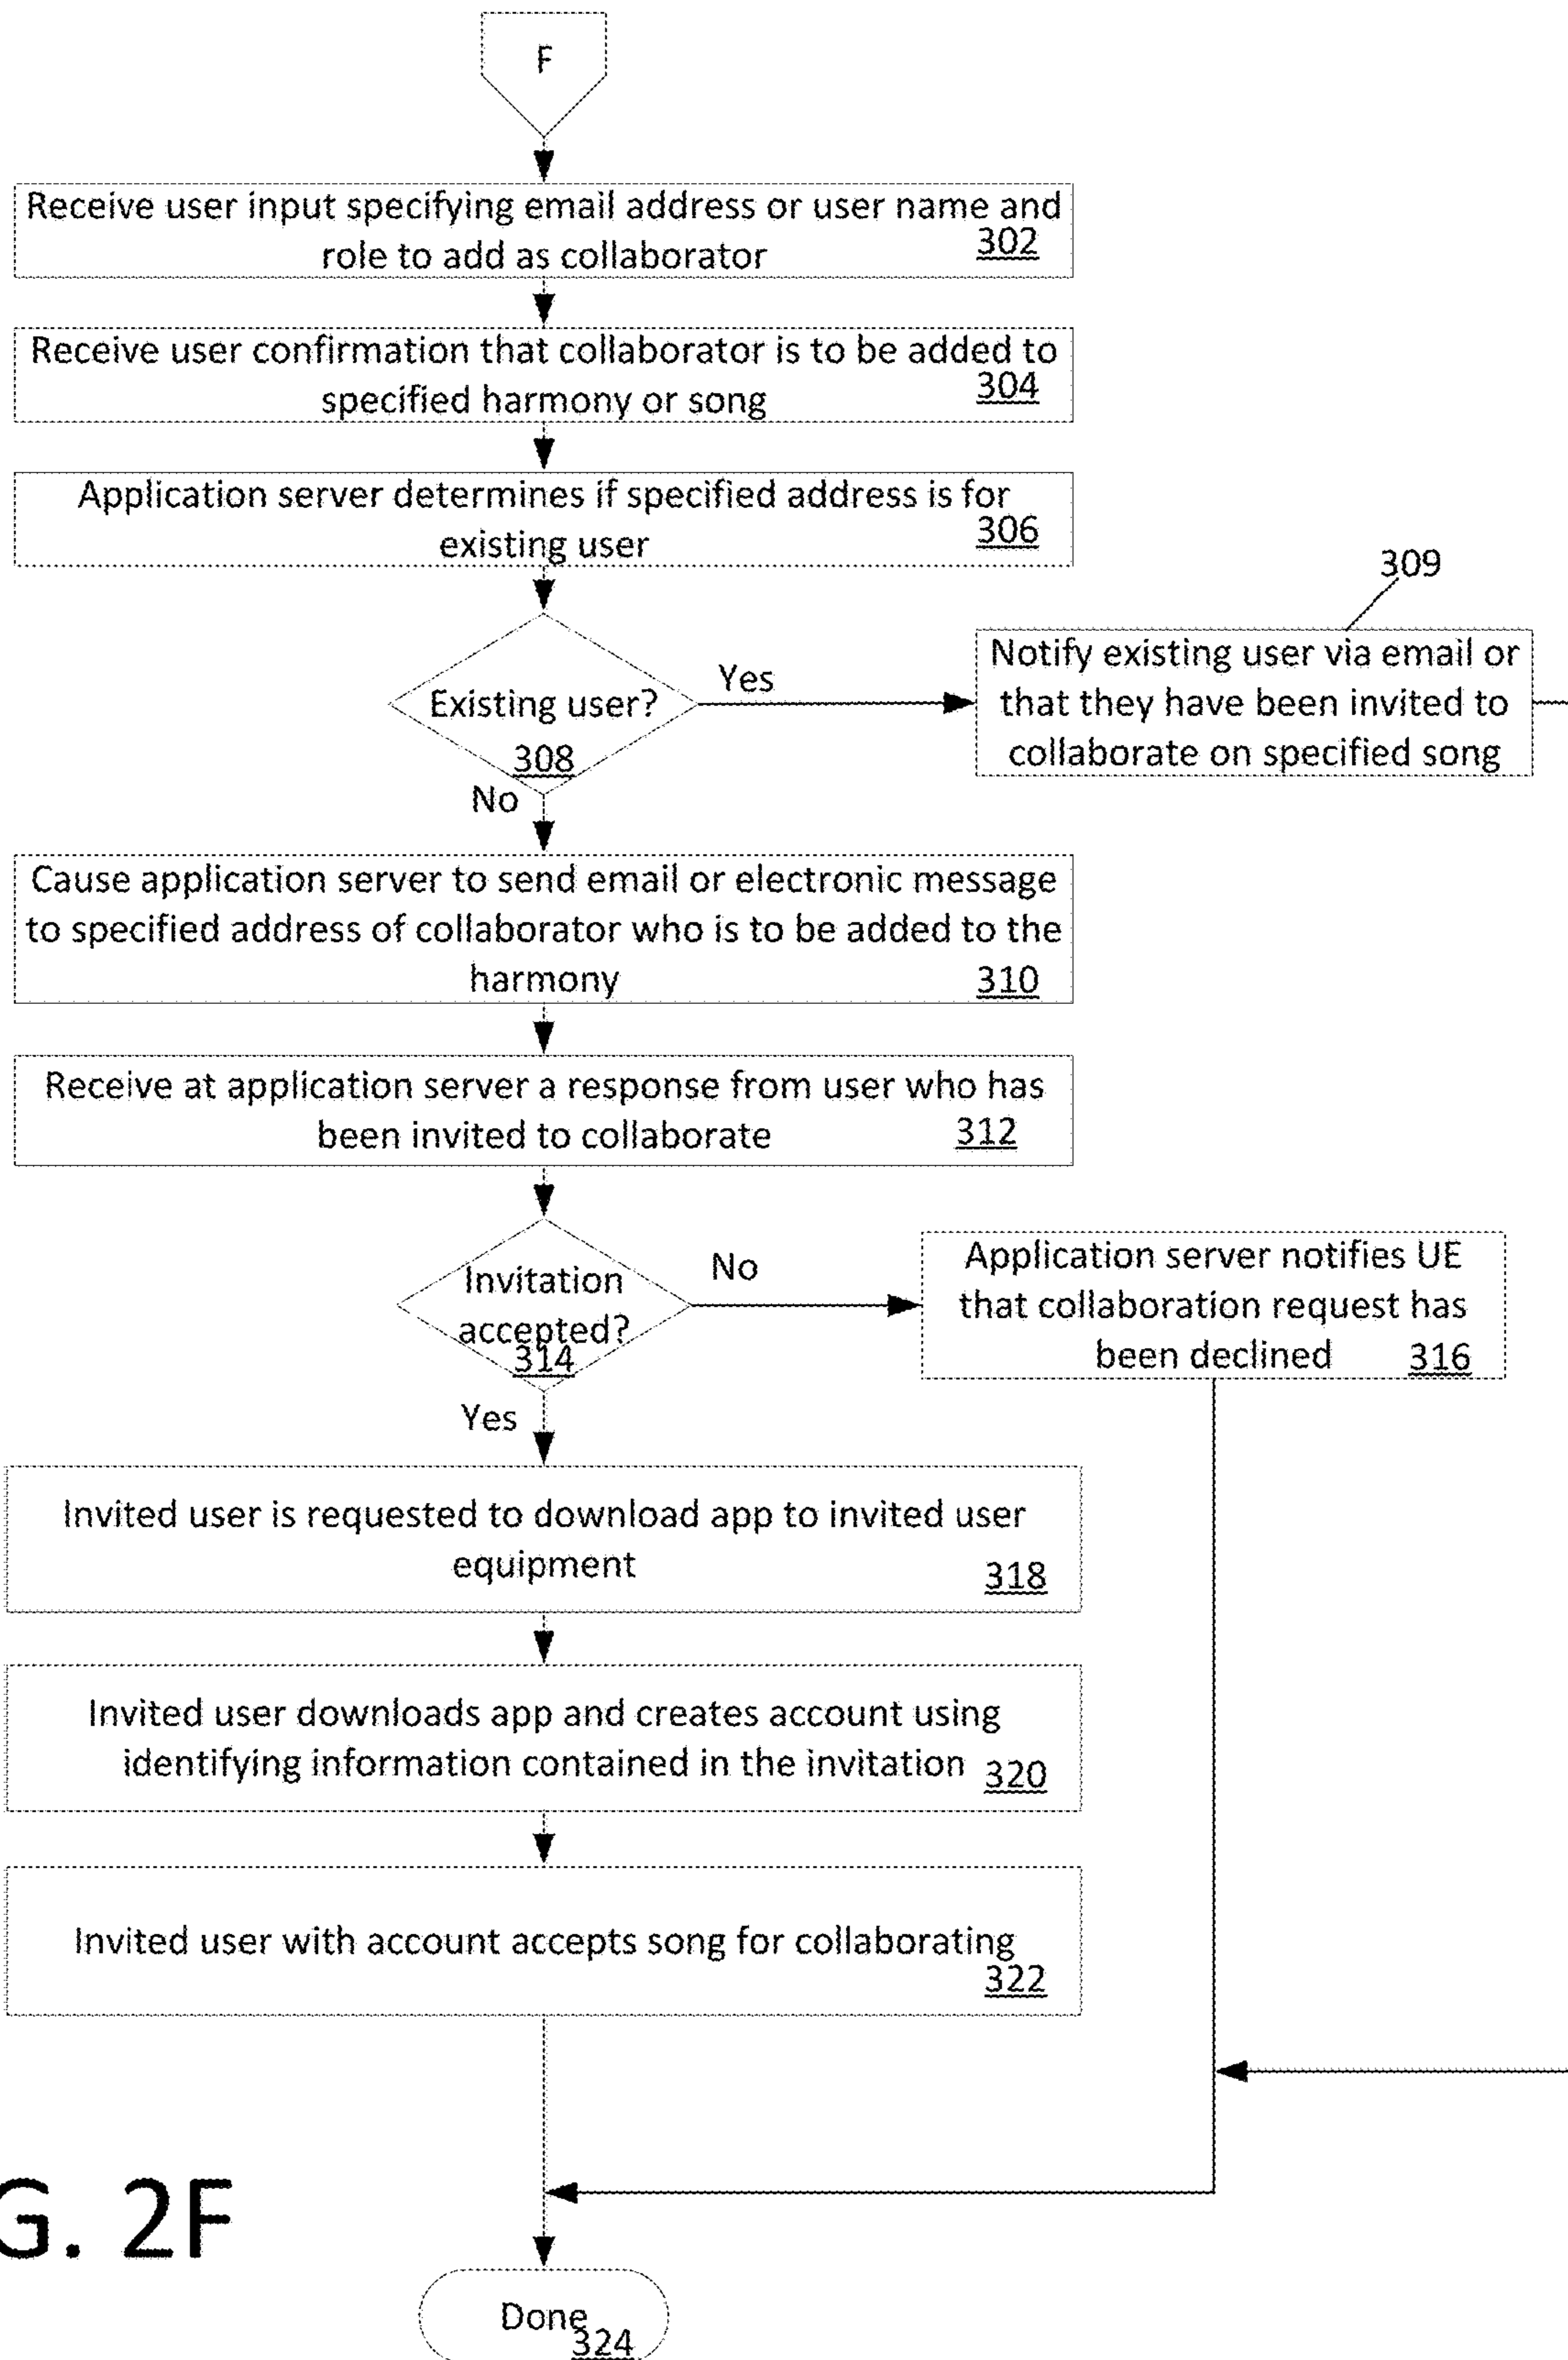 F
Receive user input specifying email address or user name and
role to add as collaborator
302
Receive user confirmation that collaborator is to be added to
specified harmony or song
304
Application server determines if specified address is for
existing user
306
Existing user?
308
Yes
309
Notify existing user via email or
that they have been invited to
collaborate on specified song
No
Cause application server to send email or electronic message
to specified address of collaborator who is to be added to the
harmony
310
Receive at application server a response from user who has
been invited to collaborate
312
Invitation
accepted?
314
No
Application server notifies UE
that collaboration request has
been declined
316
Yes
Invited user is requested to download app to invited user
equipment
318
Invited user downloads app and creates account using
identifying information contained in the invitation
320
Invited user with account accepts song for collaborating
322
G. 2F
Done
324